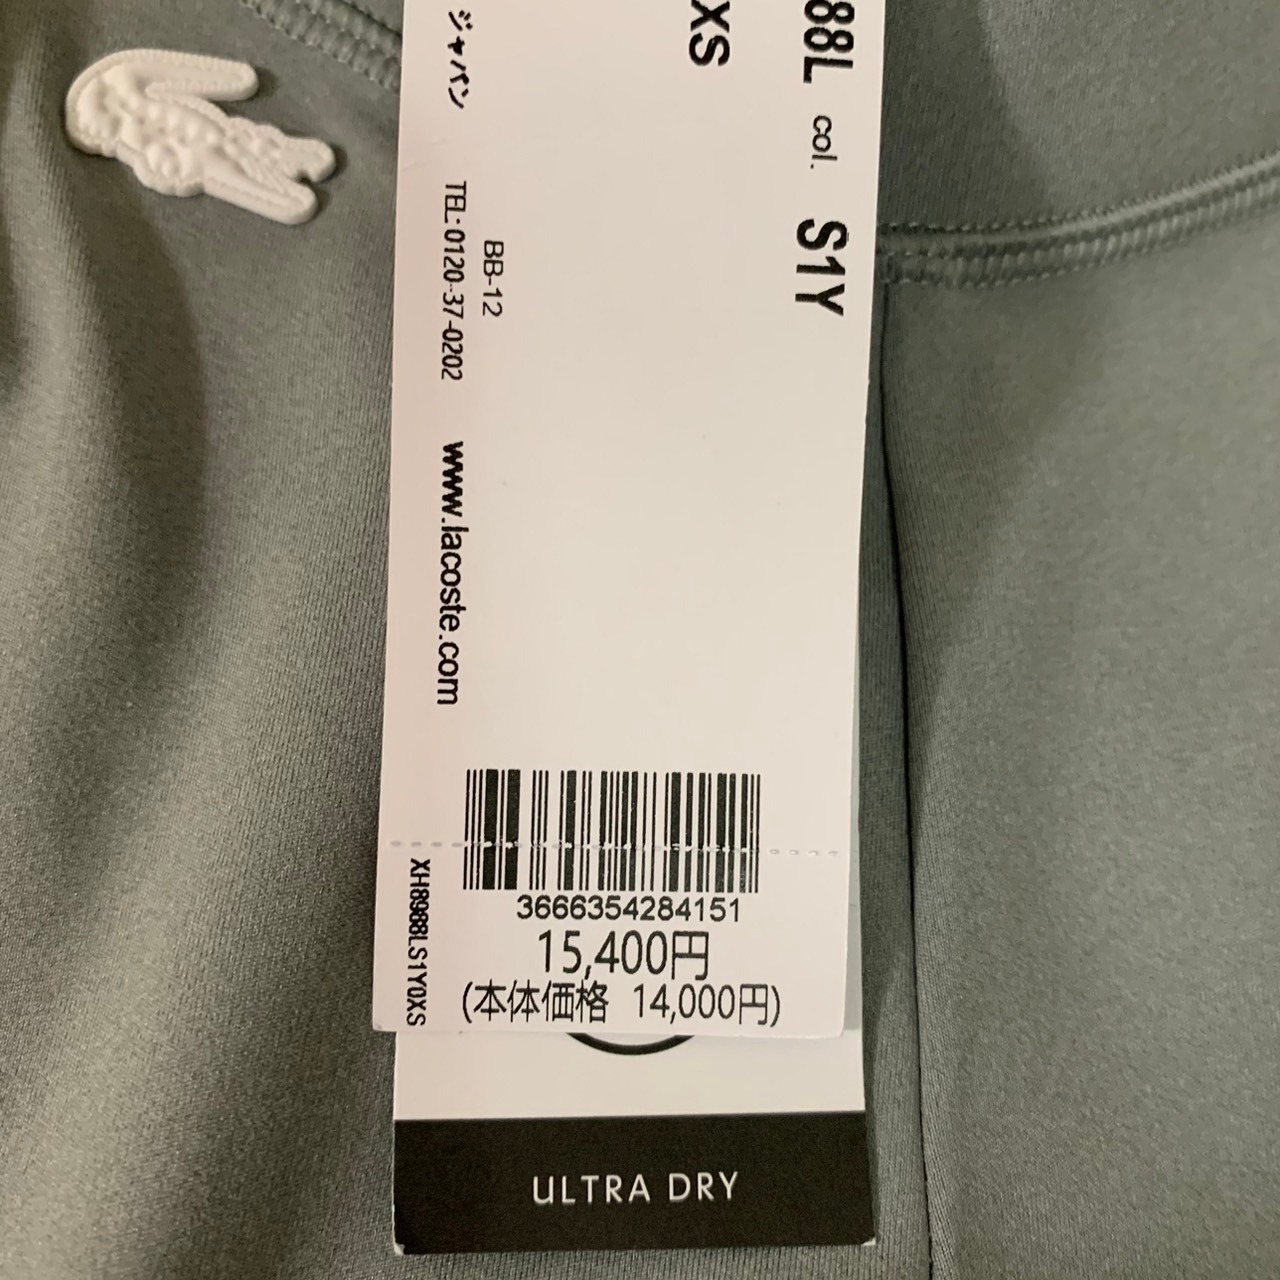 88L col. S1Y
XS
BB-12
ジャパン TEL:0120-37-0202 www.lacoste.com
3666354284151
XH8988LS1Y0XS
15,400円
(本体価格 14,000円)
ULTRA DRY